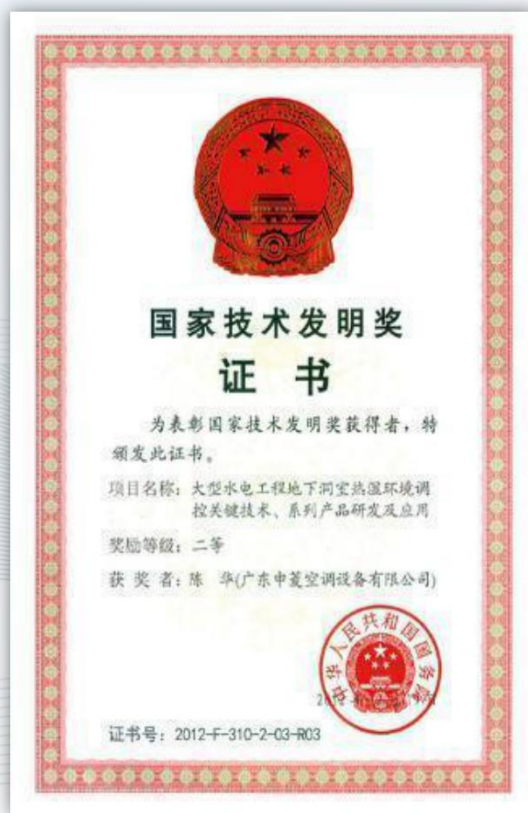 国家技术发明奖
证 书
为表彰国家技术发明奖获得者，特
颁发此证书。
项目名称：大型水电工程地下洞室热湿环境调
控关键技术、系列产品研发及应用
奖励等级：二等
获 奖 者：陈 华(广东申菱空调设备有限公司)
中华人民共和国国务院
证书号：2012-F-310-2-03-R03